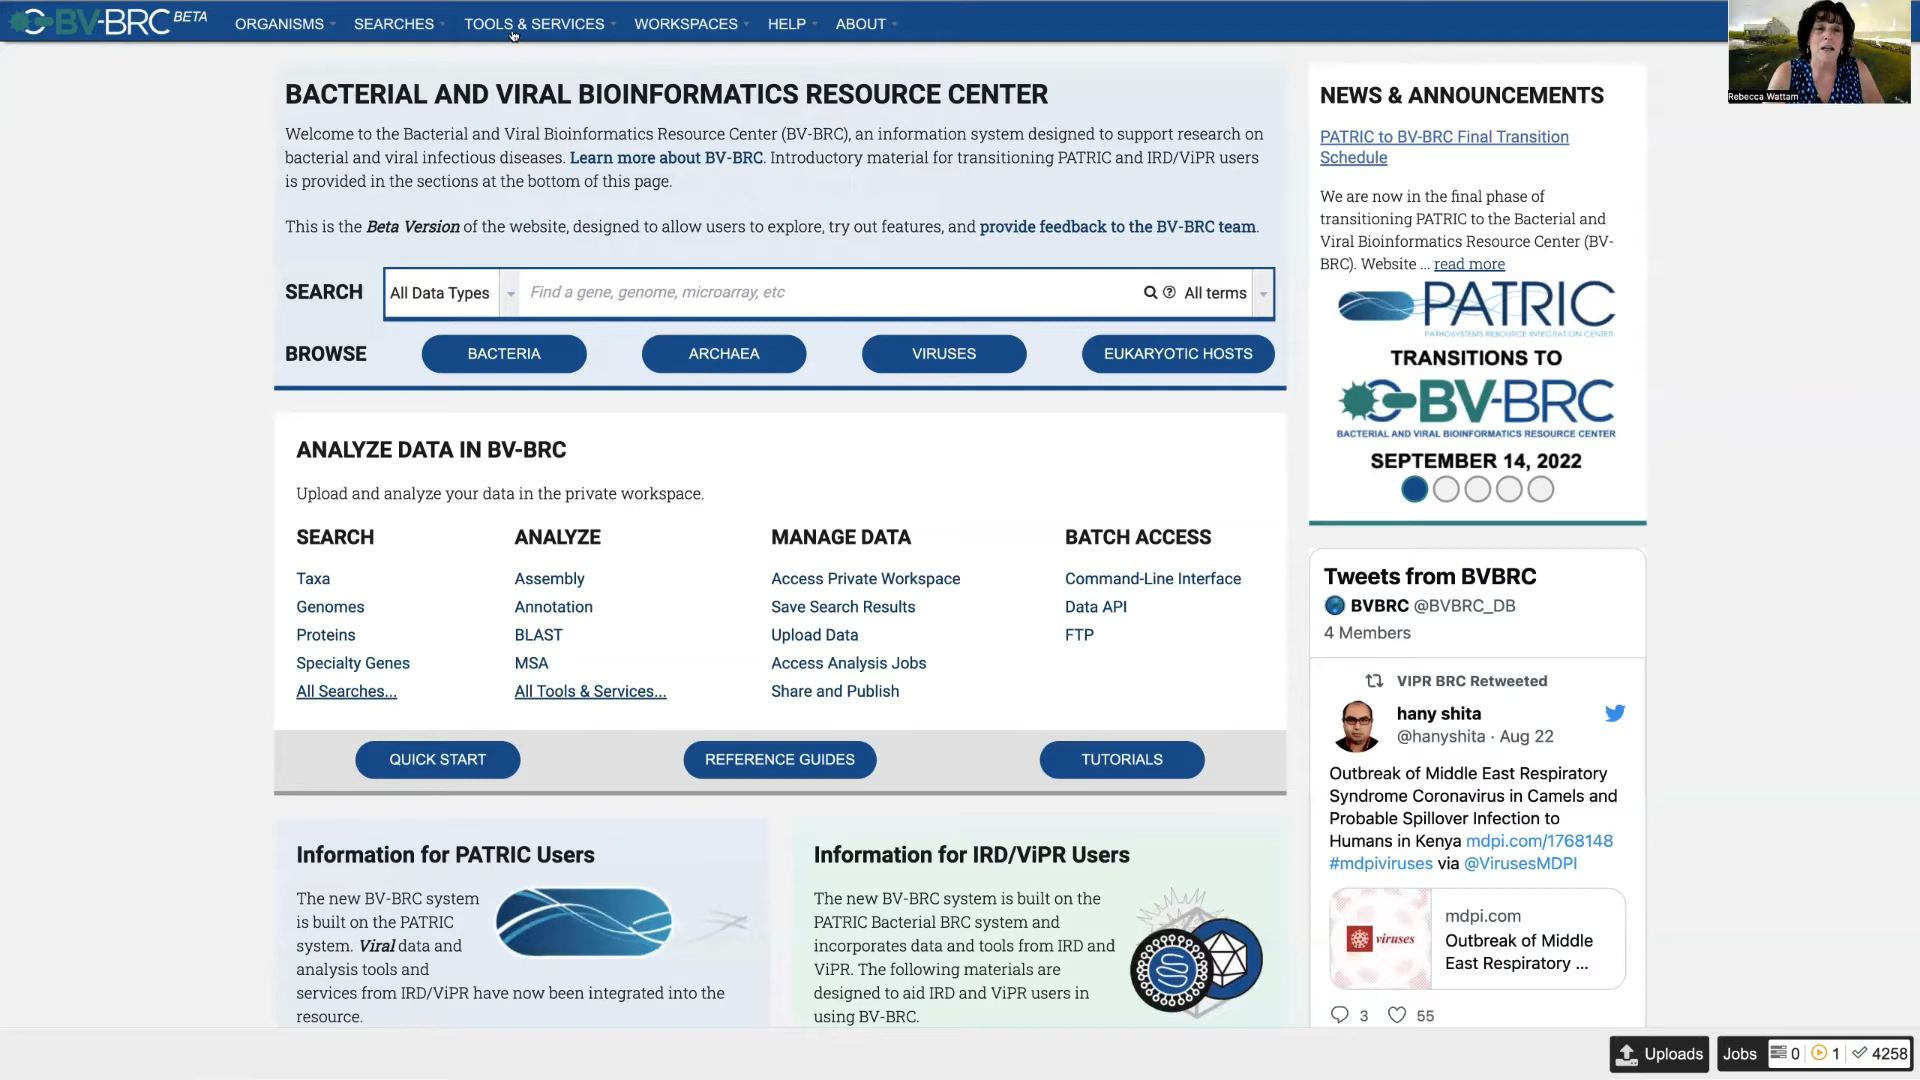 BV-BRC BETA
ORGANISMS
SEARCHES
TOOLS & SERVICES
WORKSPACES
HELP
ABOUT
Rebecca Wattam
BACTERIAL AND VIRAL BIOINFORMATICS RESOURCE CENTER
Welcome to the Bacterial and Viral Bioinformatics Resource Center (BV-BRC), an information system designed to support research on
bacterial and viral infectious diseases. Learn more about BV-BRC. Introductory material for transitioning PATRIC and IRD/ViPR users
is provided in the sections at the bottom of this page.
This is the Beta Version of the website, designed to allow users to explore, try out features, and provide feedback to the BV-BRC team.
SEARCH
All Data Types
Find a gene, genome, microarray, etc
All terms
BROWSE
BACTERIA
ARCHAEA
VIRUSES
EUKARYOTIC HOSTS
ANALYZE DATA IN BV-BRC
Upload and analyze your data in the private workspace.
SEARCH
Taxa
Genomes
Proteins
Specialty Genes
All Searches...
ANALYZE
Assembly
Annotation
BLAST
MSA
All Tools & Services...
MANAGE DATA
Access Private Workspace
Save Search Results
Upload Data
Access Analysis Jobs
Share and Publish
BATCH ACCESS
Command-Line Interface
Data API
FTP
QUICK START
REFERENCE GUIDES
TUTORIALS
Information for PATRIC Users
The new BV-BRC system
is built on the PATRIC
system. Viral data and
analysis tools and
services from IRD/ViPR have now been integrated into the
resource.
Information for IRD/ViPR Users
The new BV-BRC system is built on the
PATRIC Bacterial BRC system and
incorporates data and tools from IRD and
ViPR. The following materials are
designed to aid IRD and ViPR users in
using BV-BRC.
NEWS & ANNOUNCEMENTS
PATRIC to BV-BRC Final Transition
Schedule
We are now in the final phase of
transitioning PATRIC to the Bacterial and
Viral Bioinformatics Resource Center (BV-
BRC). Website ... read more
PATRIC
PATHOSYSTEMS RESOURCE INTEGRATION CENTER
TRANSITIONS TO
BV-BRC
BACTERIAL AND VIRAL BIOINFORMATICS RESOURCE CENTER
SEPTEMBER 14, 2022
Tweets from BVBRC
BVBRC @BVBRC_DB
4 Members
VIPR BRC Retweeted
hany shita
@hanyshita · Aug 22
Outbreak of Middle East Respiratory
Syndrome Coronavirus in Camels and
Probable Spillover Infection to
Humans in Kenya mdpi.com/1768148
#mdpiviruses via @VirusesMDPI
viruses
mdpi.com
Outbreak of Middle
East Respiratory ...
3 55
Uploads
Jobs 0 1 4258